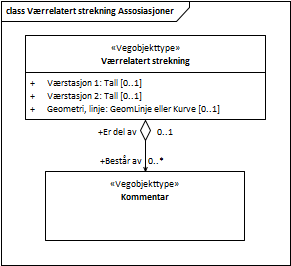 class Værrelatert strekning Assosiasjoner
«Vegobjekttype»
Værrelatert strekning
+ Værstasjon 1: Tall [0..1]
+ Værstasjon 2: Tall [0..1]
+ Geometri, linje: GeomLinje eller Kurve [0..1]
+Er del av 0..1
+Består av 0..*
«Vegobjekttype»
Kommentar